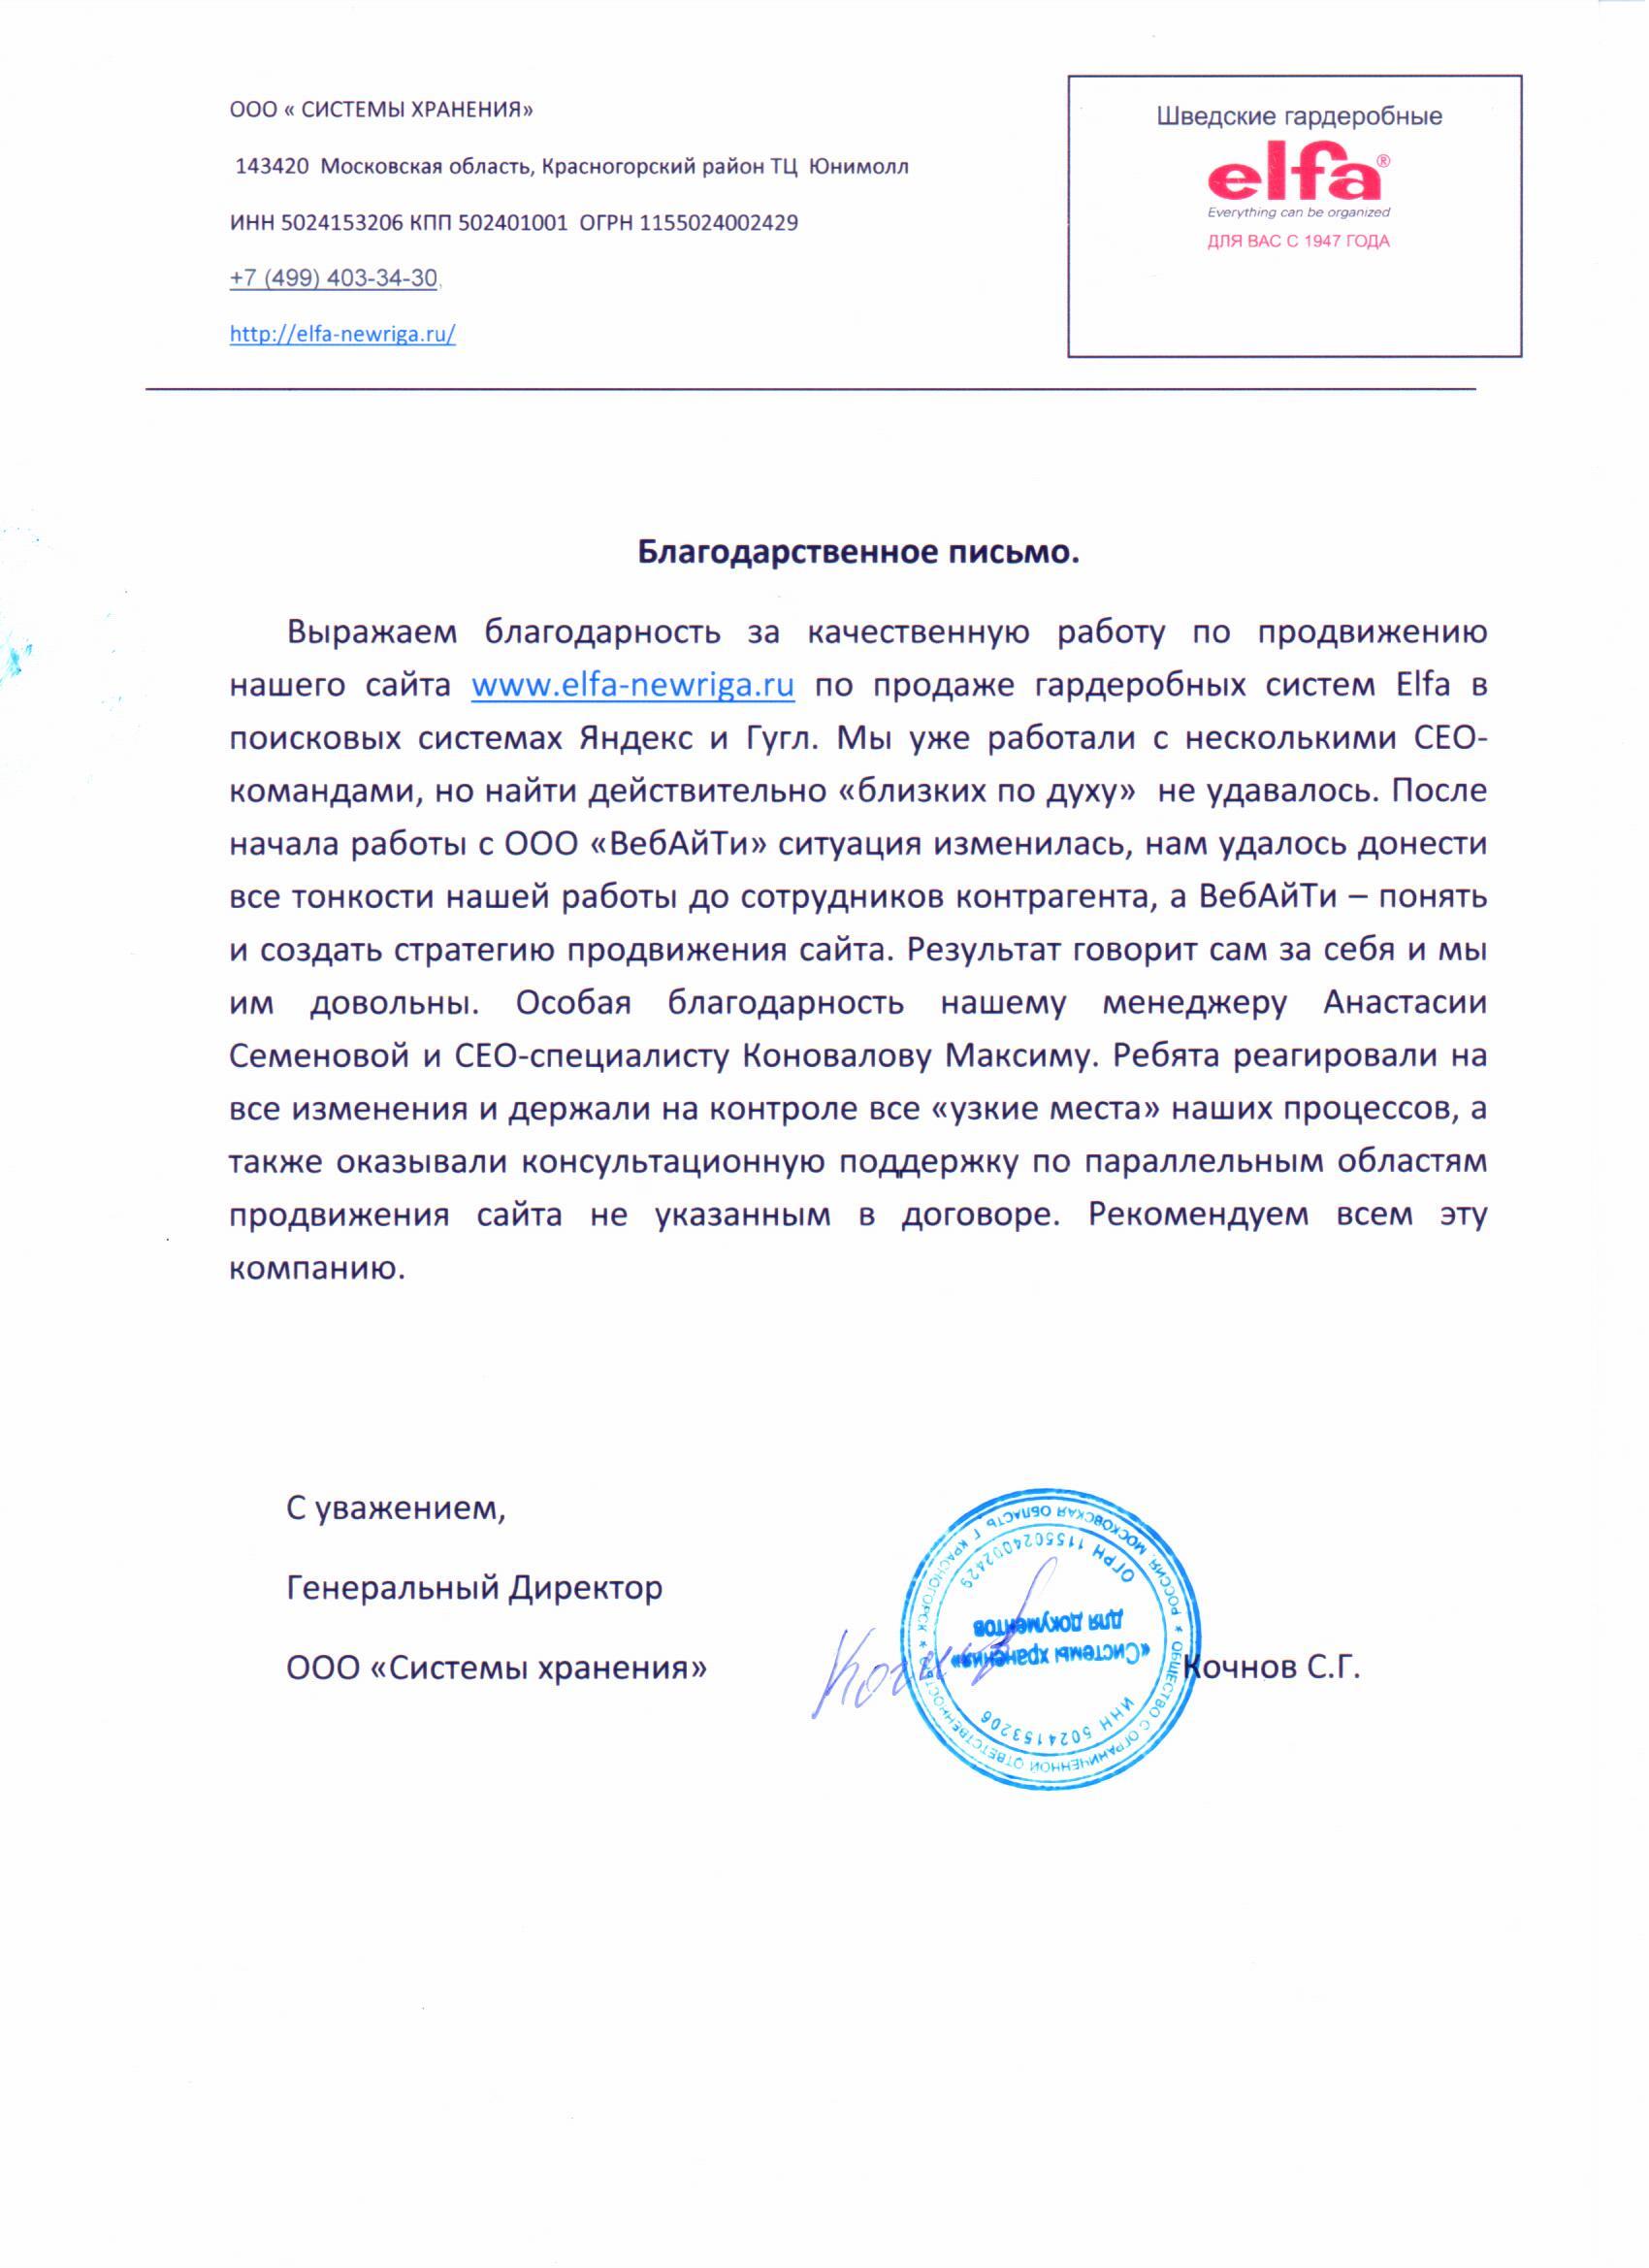 ООО « СИСТЕМЫ ХРАНЕНИЯ»
143420  Московская область, Красногорский район ТЦ  Юнимолл
ИНН 5024153206 КПП 502401001  ОГРН 1155024002429
+7 (499) 403-34-30,
http://elfa-newriga.ru/
Шведские гардеробные
elfa®
Everything can be organized
ДЛЯ ВАС С 1947 ГОДА
Благодарственное письмо.
Выражаем благодарность за качественную работу по продвижению
нашего сайта www.elfa-newriga.ru по продаже гардеробных систем Elfa в
поисковых системах Яндекс и Гугл. Мы уже работали с несколькими СЕО-
командами, но найти действительно «близких по духу»  не удавалось. После
начала работы с ООО «ВебАйТи» ситуация изменилась, нам удалось донести
все тонкости нашей работы до сотрудников контрагента, а ВебАйТи – понять
и создать стратегию продвижения сайта. Результат говорит сам за себя и мы
им довольны. Особая благодарность нашему менеджеру Анастасии
Семеновой и СЕО-специалисту Коновалову Максиму. Ребята реагировали на
все изменения и держали на контроле все «узкие места» наших процессов, а
также оказывали консультационную поддержку по параллельным областям
продвижения сайта не указанным в договоре. Рекомендуем всем эту
компанию.
С уважением,
Генеральный Директор
ООО «Системы хранения»
Кочнов С.Г.
ОБЩЕСТВО С ОГРАНИЧЕННОЙ ОТВЕТСТВЕННОСТЬЮ * РОССИЯ, МОСКОВСКАЯ ОБЛАСТЬ, Г. КРАСНОГОРСК *
ИНН 5024153206
«Системы хранения»
для документов
ОГРН 1155024002429